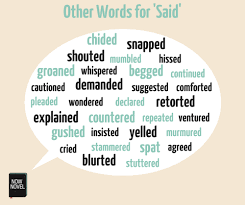 Other Words for 'Said'
chided snapped
shouted mumbled hissed
groaned whispered begged continued
cautioned demanded suggested comforted
pleaded wondered declared retorted
explained countered repeated ventured
gushed insisted yelled murmured
cried stammered spat agreed
blurted stuttered
NOW
NOVEL